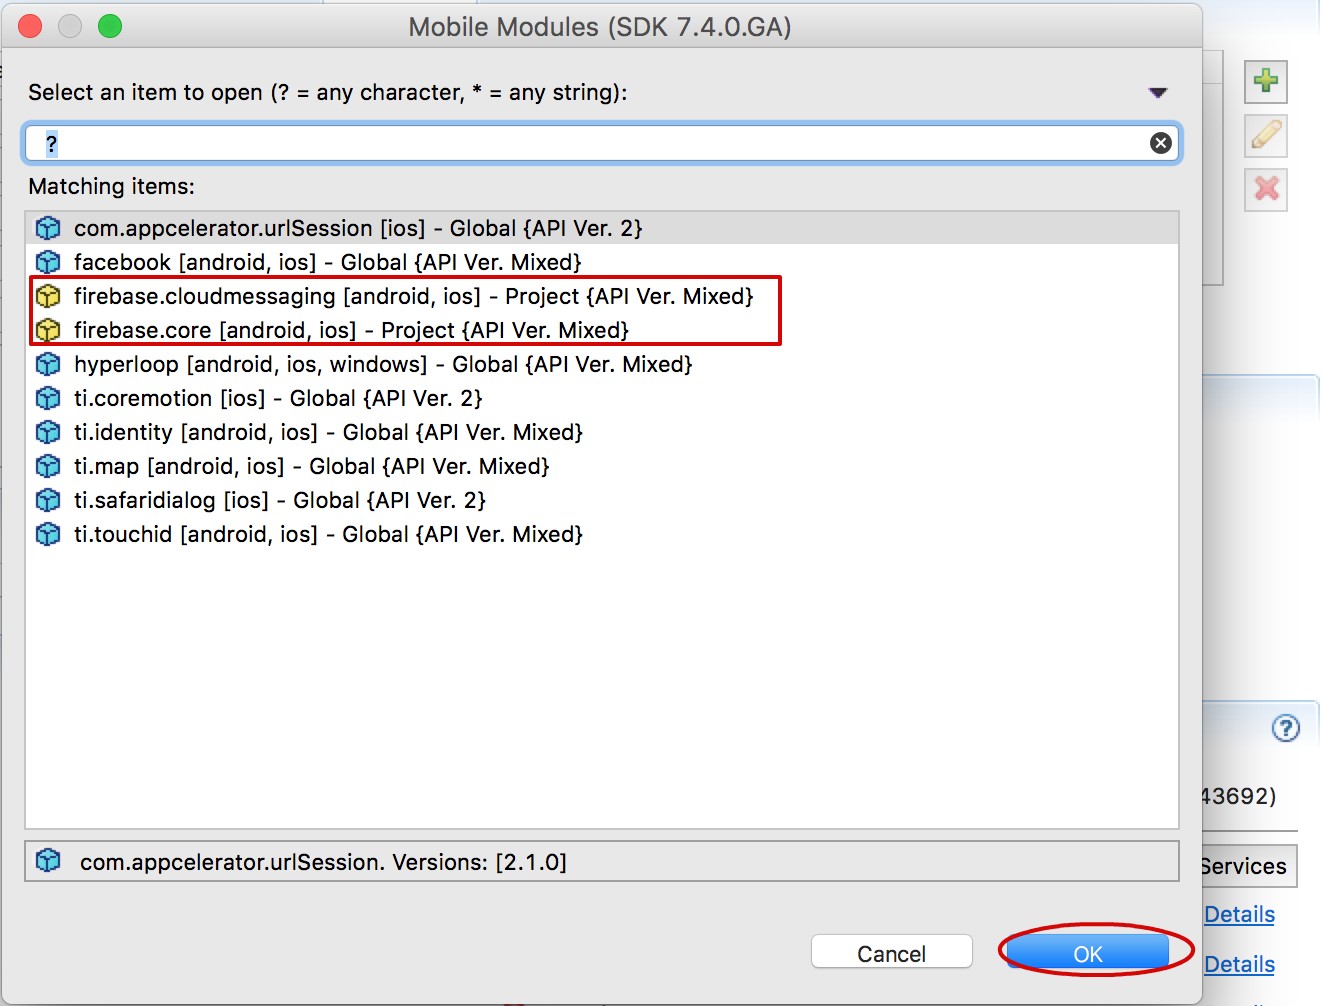 Mobile Modules (SDK 7.4.0.GA)
Select an item to open (? = any character, * = any string):
?
Matching items:
com.appcelerator.urlSession [ios] - Global {API Ver. 2}
facebook [android, ios] - Global {API Ver. Mixed}
firebase.cloudmessaging [android, ios] - Project {API Ver. Mixed}
firebase.core [android, ios] - Project {API Ver. Mixed}
hyperloop [android, ios, windows] - Global {API Ver. Mixed}
ti.coremotion [ios] - Global {API Ver. 2}
ti.identity [android, ios] - Global {API Ver. Mixed}
ti.map [android, ios] - Global {API Ver. Mixed}
ti.safaridialog [ios] - Global {API Ver. 2}
ti.touchid [android, ios] - Global {API Ver. Mixed}
?
43692)
com.appcelerator.urlSession. Versions: [2.1.0]
Services
Details
Cancel
OK
Details